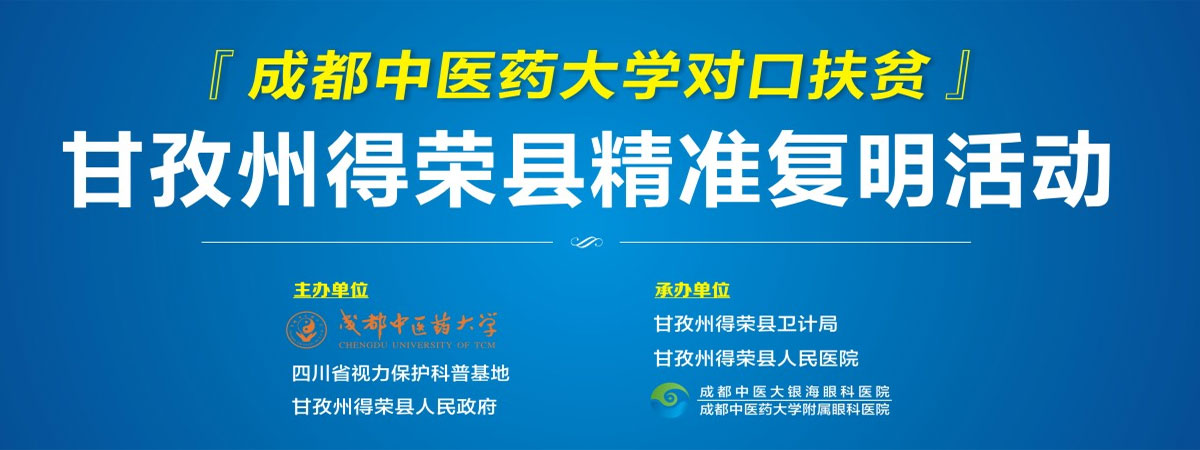 『成都中医药大学对口扶贫』
甘孜州得荣县精准复明活动
主办单位
成都中医药大学
CHENGDU UNIVERSITY OF TCM
四川省视力保护科普基地
甘孜州得荣县人民政府
承办单位
甘孜州得荣县卫计局
甘孜州得荣县人民医院
成都中医大银海眼科医院
成都中医药大学附属眼科医院